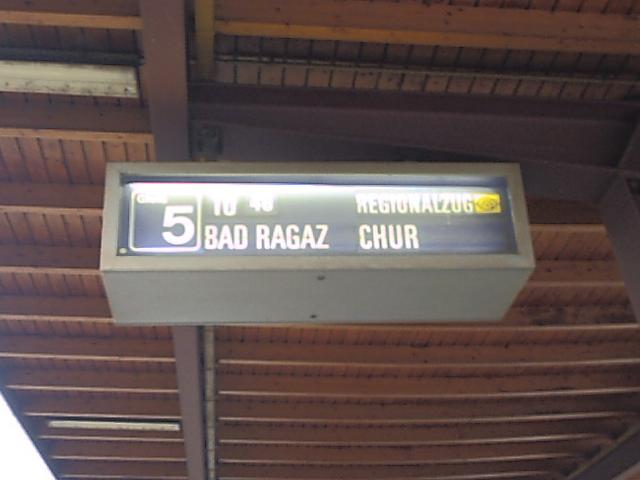 Gleis 10 48 REGIONALZUG
5 BAD RAGAZ CHUR